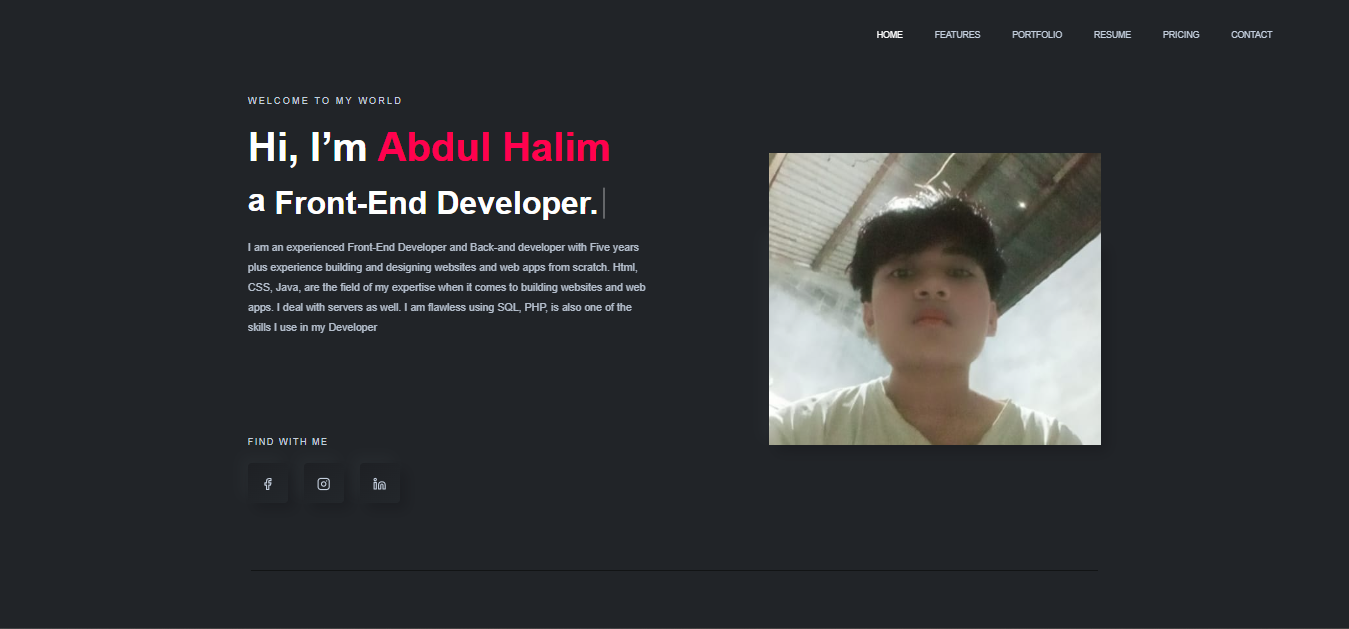 HOME FEATURES PORTFOLIO RESUME PRICING CONTACT
WELCOME TO MY WORLD
Hi, I’m Abdul Halim
a Front-End Developer.
I am an experienced Front-End Developer and Back-and developer with Five years
plus experience building and designing websites and web apps from scratch. Html,
CSS, Java, are the field of my expertise when it comes to building websites and web
apps. I deal with servers as well. I am flawless using SQL, PHP, is also one of the
skills I use in my Developer
FIND WITH ME